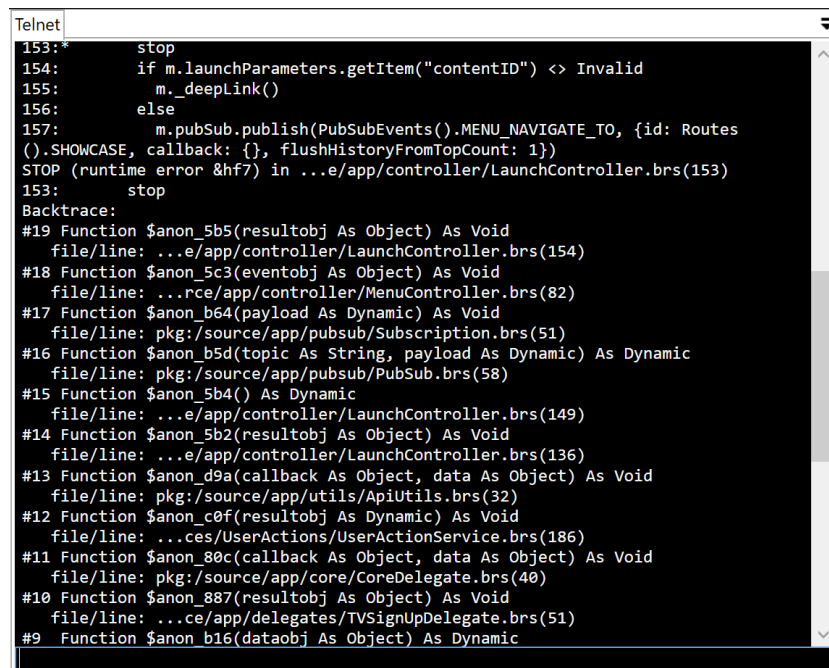 Telnet
153:*       stop
154:        if m.launchParameters.getItem("contentID") <> Invalid
155:          m._deepLink()
156:        else
157:          m.pubSub.publish(PubSubEvents().MENU_NAVIGATE_TO, {id: Routes
().SHOWCASE, callback: {}, flushHistoryFromTopCount: 1})
STOP (runtime error &hf7) in ...e/app/controller/LaunchController.brs(153)
153:       stop
Backtrace:
#19 Function $anon_5b5(resultobj As Object) As Void
   file/line: ...e/app/controller/LaunchController.brs(154)
#18 Function $anon_5c3(eventobj As Object) As Void
   file/line: ...rce/app/controller/MenuController.brs(82)
#17 Function $anon_b64(payload As Dynamic) As Void
   file/line: pkg:/source/app/pubsub/Subscription.brs(51)
#16 Function $anon_b5d(topic As String, payload As Dynamic) As Dynamic
   file/line: pkg:/source/app/pubsub/PubSub.brs(58)
#15 Function $anon_5b4() As Dynamic
   file/line: ...e/app/controller/LaunchController.brs(149)
#14 Function $anon_5b2(resultobj As Object) As Void
   file/line: ...e/app/controller/LaunchController.brs(136)
#13 Function $anon_d9a(callback As Object, data As Object) As Void
   file/line: pkg:/source/app/utils/ApiUtils.brs(32)
#12 Function $anon_c0f(resultobj As Dynamic) As Void
   file/line: ...ces/UserActions/UserActionService.brs(186)
#11 Function $anon_80c(callback As Object, data As Object) As Void
   file/line: pkg:/source/app/core/CoreDelegate.brs(40)
#10 Function $anon_887(resultobj As Object) As Void
   file/line: ...ce/app/delegates/TVSignUpDelegate.brs(51)
#9  Function $anon_b16(dataobj As Object) As Dynamic